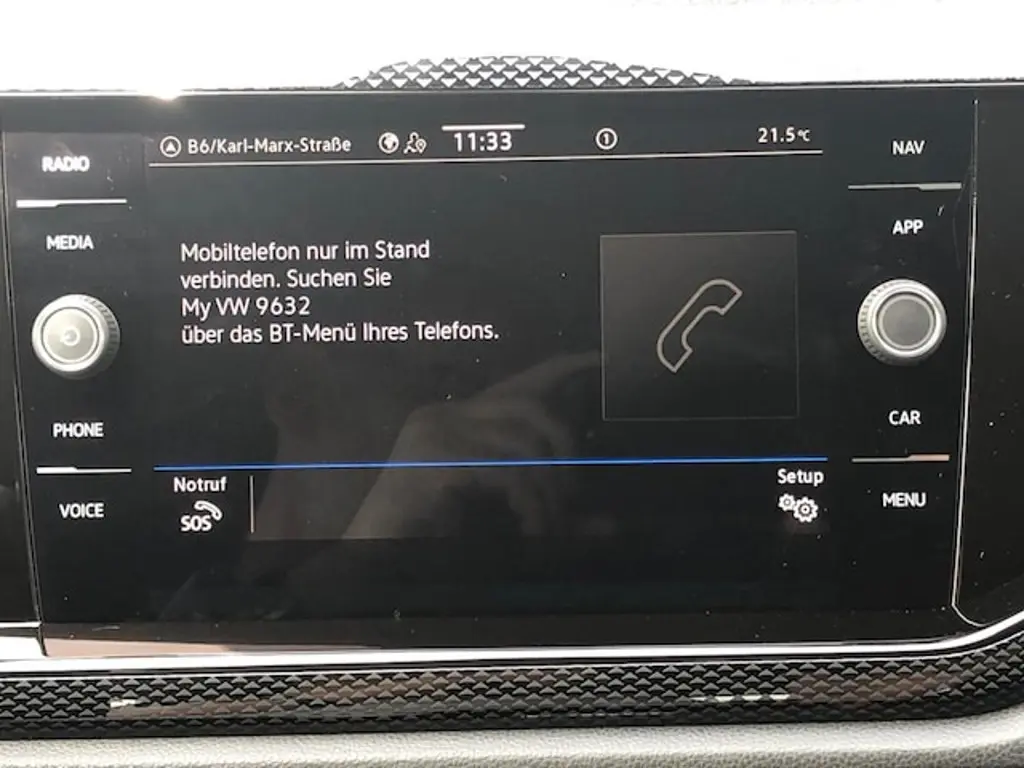 RADIO
MEDIA
PHONE
VOICE
B6/Karl-Marx-Straße 11:33 1 21.5°C
Mobiltelefon nur im Stand
verbinden. Suchen Sie
My VW 9632
über das BT-Menü Ihres Telefons.
Notruf
SOS
Setup
NAV
APP
CAR
MENU